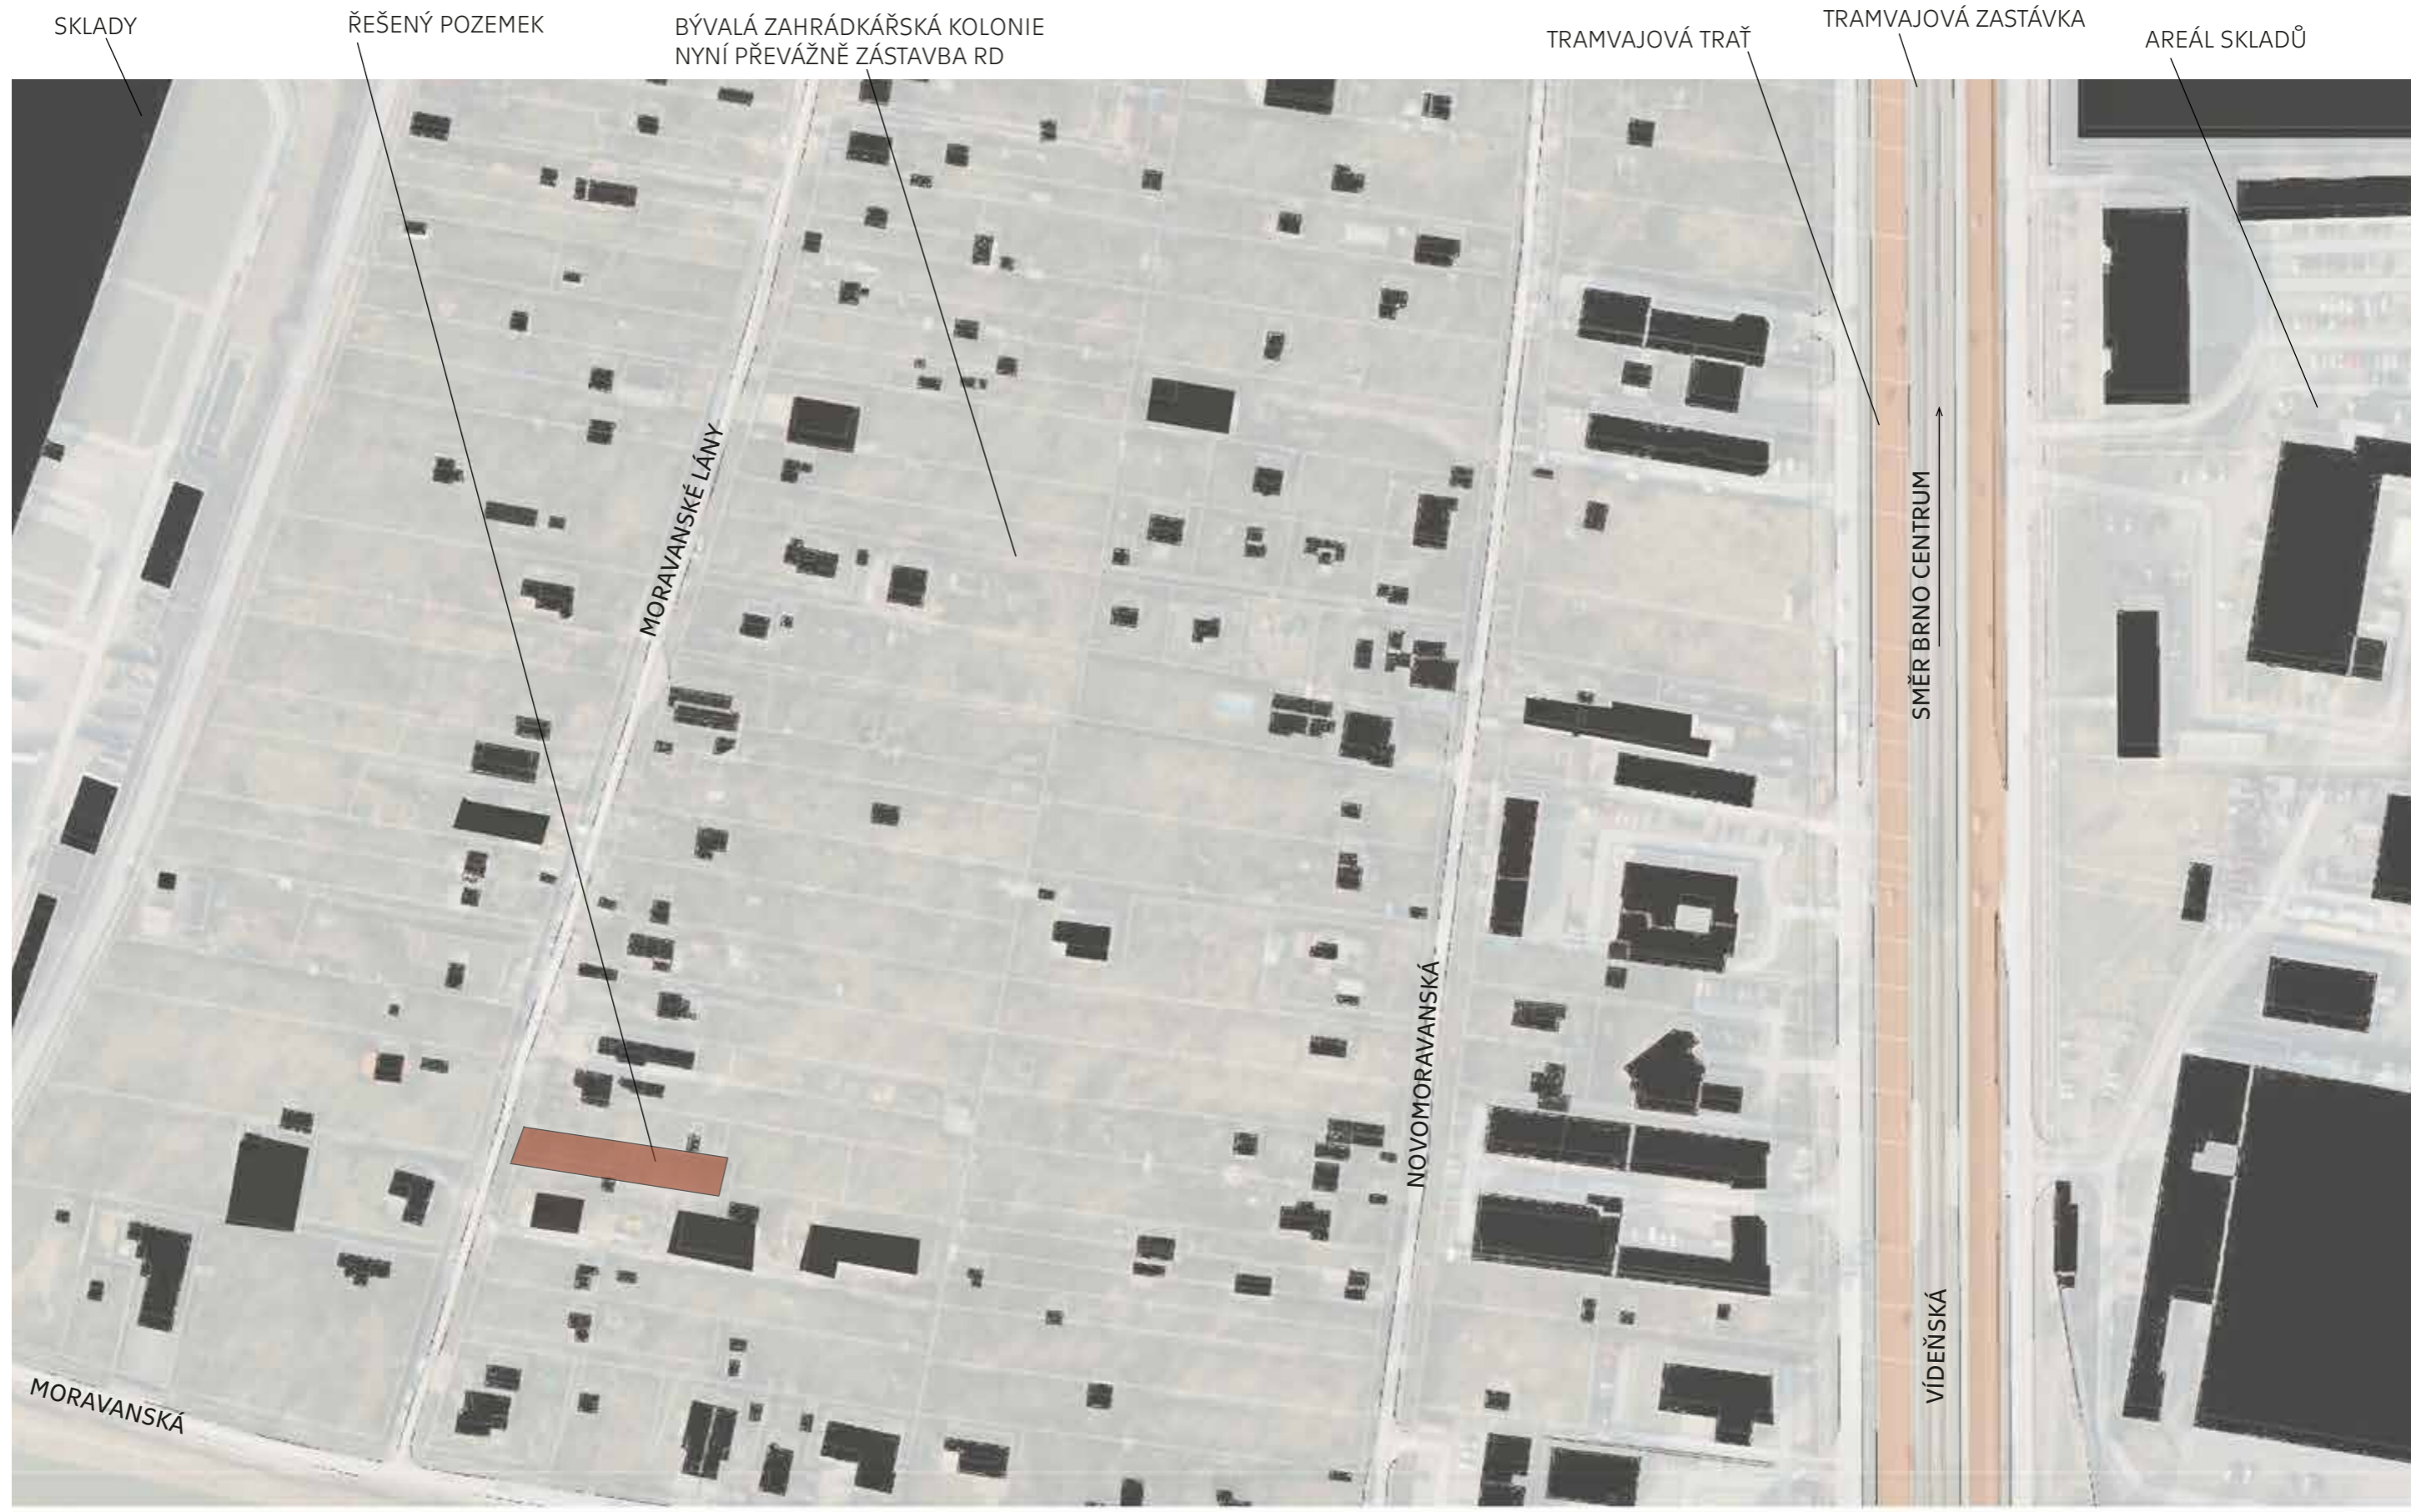 SKLADY
ŘEŠENÝ POZEMEK
BÝVALÁ ZAHRÁDKÁŘSKÁ KOLONIE
NYNÍ PŘEVÁŽNĚ ZÁSTAVBA RD
TRAMVAJOVÁ TRAŤ
TRAMVAJOVÁ ZASTÁVKA
AREÁL SKLADŮ
MORAVANSKÉ LÁNY
SMĚR BRNO CENTRUM
NOVOMORAVANSKÁ
VÍDEŇSKÁ
MORAVANSKÁ